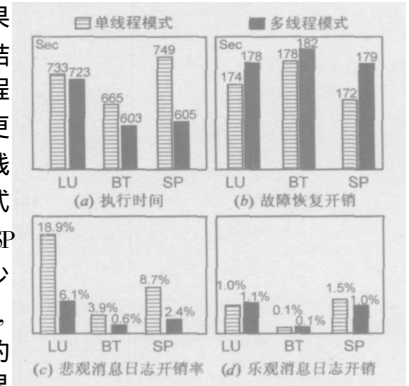 果
程
更
式
SP
的
单线程模式 多线程模式
Sec
733 723
665
603
749
605
LU BT SP
(a) 执行时间
Sec
174 178
178 182
172 179
LU BT SP
(b) 故障恢复开销
18.9%
6.1%
3.9%
0.6%
8.7%
2.4%
LU BT SP
(c) 悲观消息日志开销率
1.0% 1.1%
0.1% 0.1%
1.5% 1.0%
LU BT SP
(d) 乐观消息日志开销